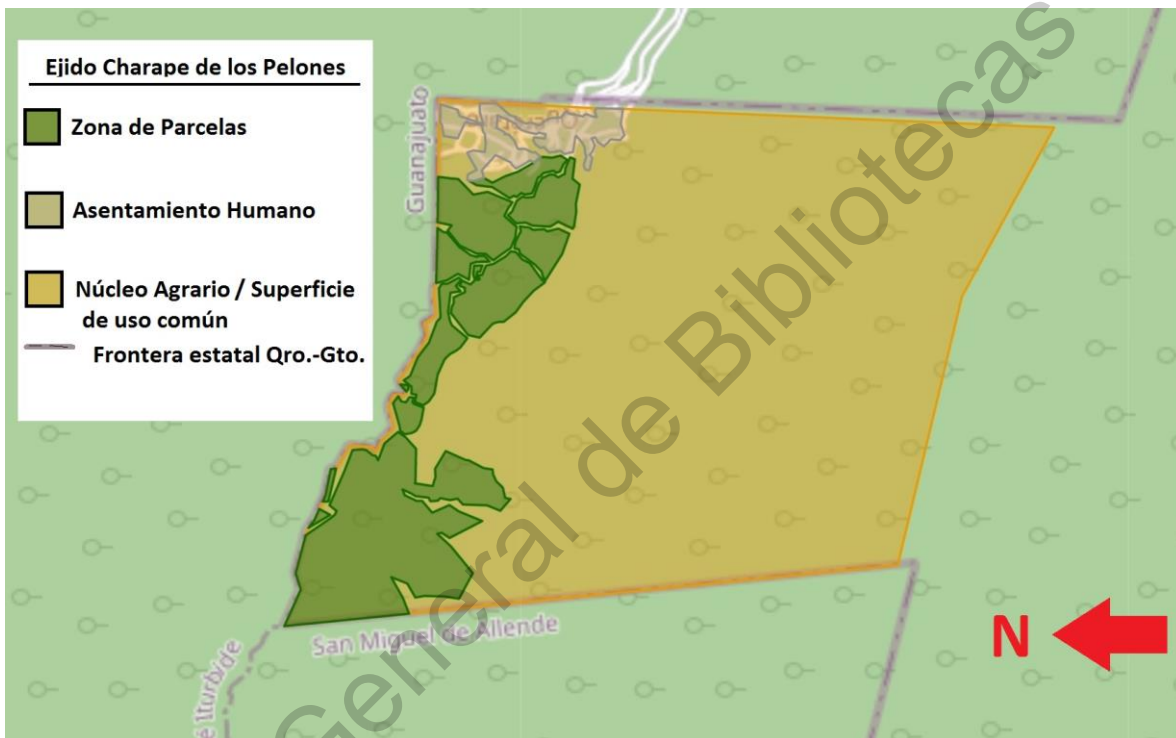 Ejido Charape de los Pelones
Zona de Parcelas
Asentamiento Humano
Núcleo Agrario / Superficie
de uso común
Frontera estatal Qro.-Gto.
Guanajuato
San Miguel de Allende
é Iturbide
N
General de Bibliotecas